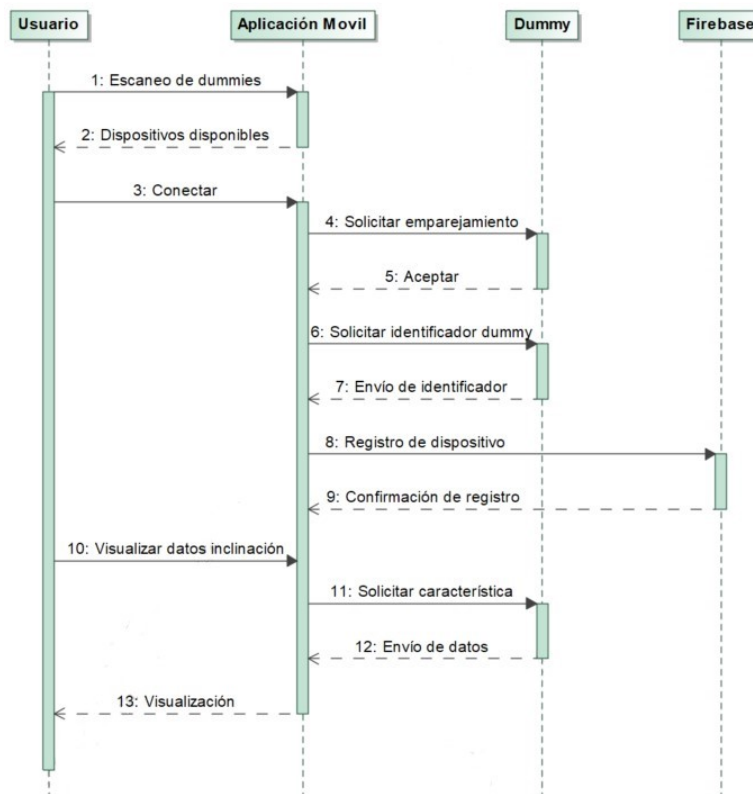 Usuario
Aplicación Movil
Dummy
Firebase
1: Escaneo de dummies
2: Dispositivos disponibles
3: Conectar
4: Solicitar emparejamiento
5: Aceptar
6: Solicitar identificador dummy
7: Envío de identificador
8: Registro de dispositivo
9: Confirmación de registro
10: Visualizar datos inclinación
11: Solicitar característica
12: Envío de datos
13: Visualización